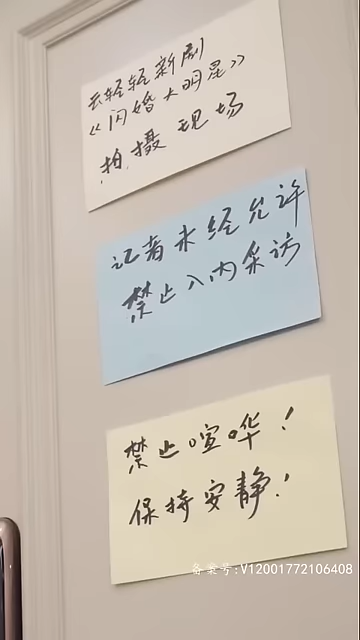 云轻轻新剧
《闪婚大明星》
拍摄现场
记者未经允许
禁止入内采访
禁止喧哗！
保持安静！
备案号:V12001772106408